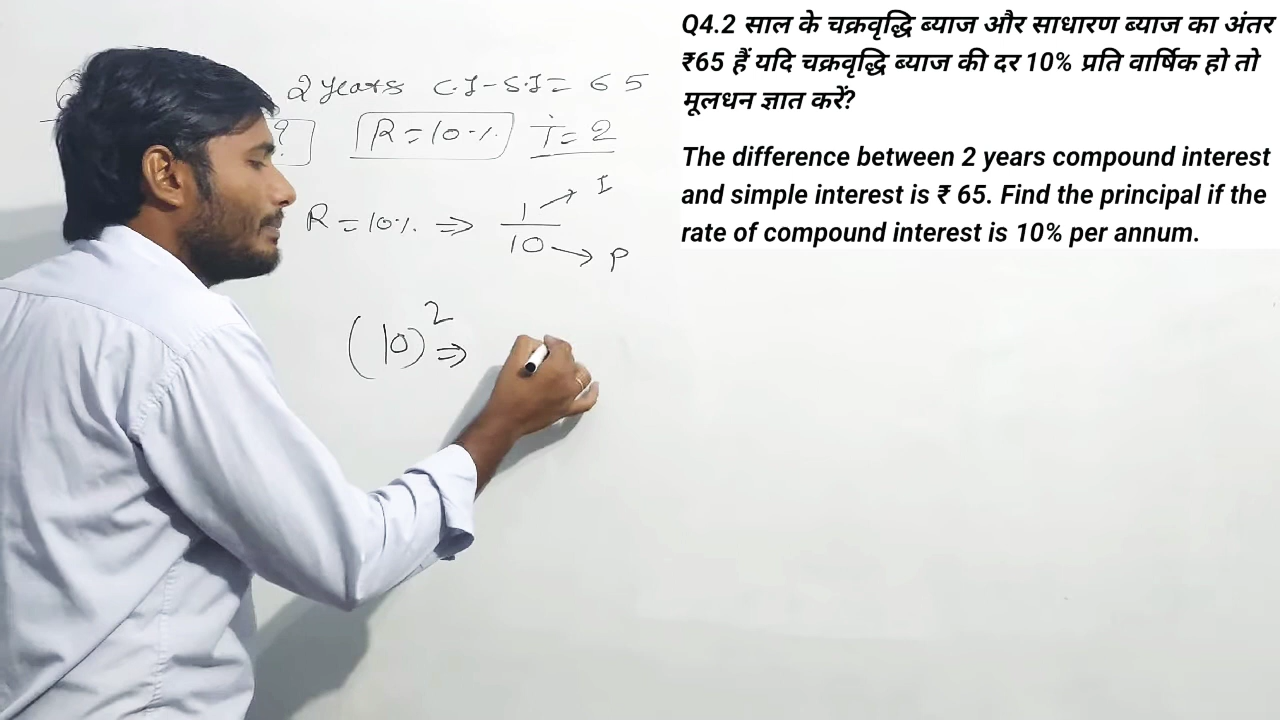 2 years C.I-S.I= 65
?
R=10%.
T=2
R=10%. ⇒ 1/10
I
P
(10)² ⇒
Q4.2 साल के चक्रवृद्धि ब्याज और साधारण ब्याज का अंतर
₹65 हैं यदि चक्रवृद्धि ब्याज की दर 10% प्रति वार्षिक हो तो
मूलधन ज्ञात करें?
The difference between 2 years compound interest
and simple interest is ₹ 65. Find the principal if the
rate of compound interest is 10% per annum.